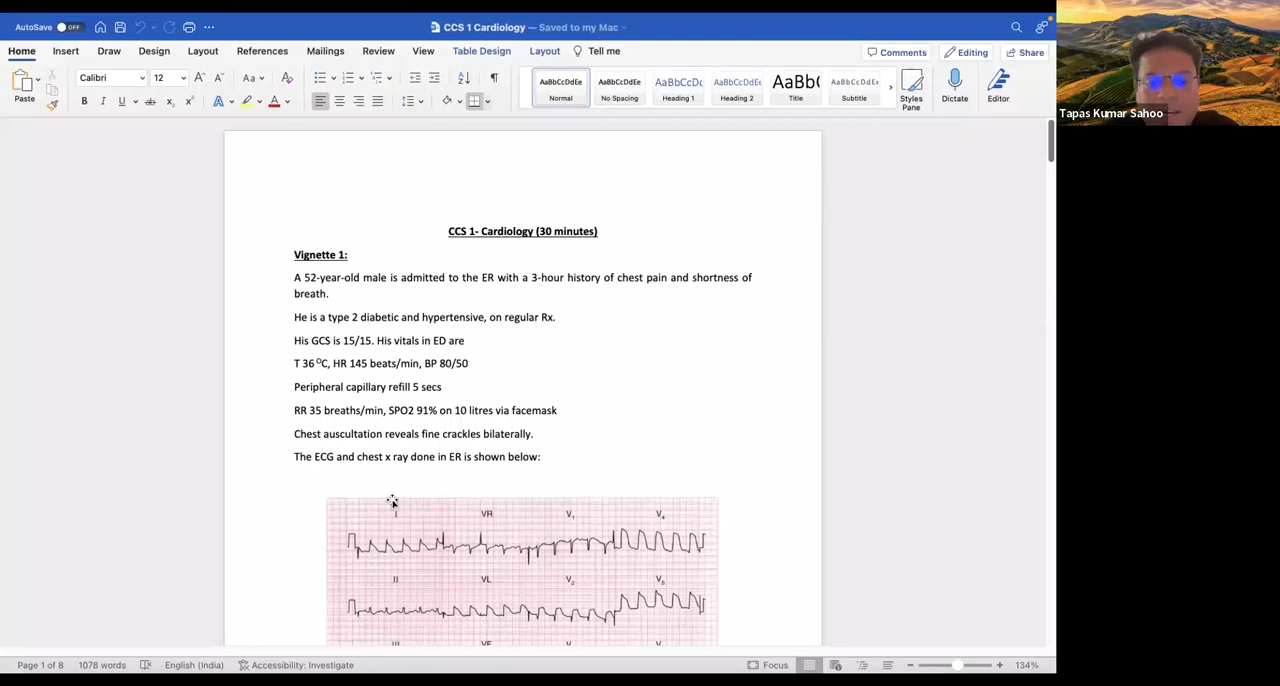 AutoSave OFF CCS 1 Cardiology — Saved to my Mac
Home Insert Draw Design Layout References Mailings Review View Table Design Layout Tell me Comments Editing Share
Paste Calibri 12 AaBbCcDdEe Normal AaBbCcDdEe No Spacing AaBbCcDc Heading 1 AaBbCcDdEe Heading 2 AaBb( Title AaBbCcDdEe Subtitle Styles Pane Dictate Editor
Tapas Kumar Sahoo
CCS 1- Cardiology (30 minutes)
Vignette 1:
A 52-year-old male is admitted to the ER with a 3-hour history of chest pain and shortness of
breath.
He is a type 2 diabetic and hypertensive, on regular Rx.
His GCS is 15/15. His vitals in ED are
T 36 OC, HR 145 beats/min, BP 80/50
Peripheral capillary refill 5 secs
RR 35 breaths/min, SPO2 91% on 10 litres via facemask
Chest auscultation reveals fine crackles bilaterally.
The ECG and chest x ray done in ER is shown below:
I VR V1 V4
II VL V2 V5
Page 1 of 8 1078 words English (India) Accessibility: Investigate Focus 134%